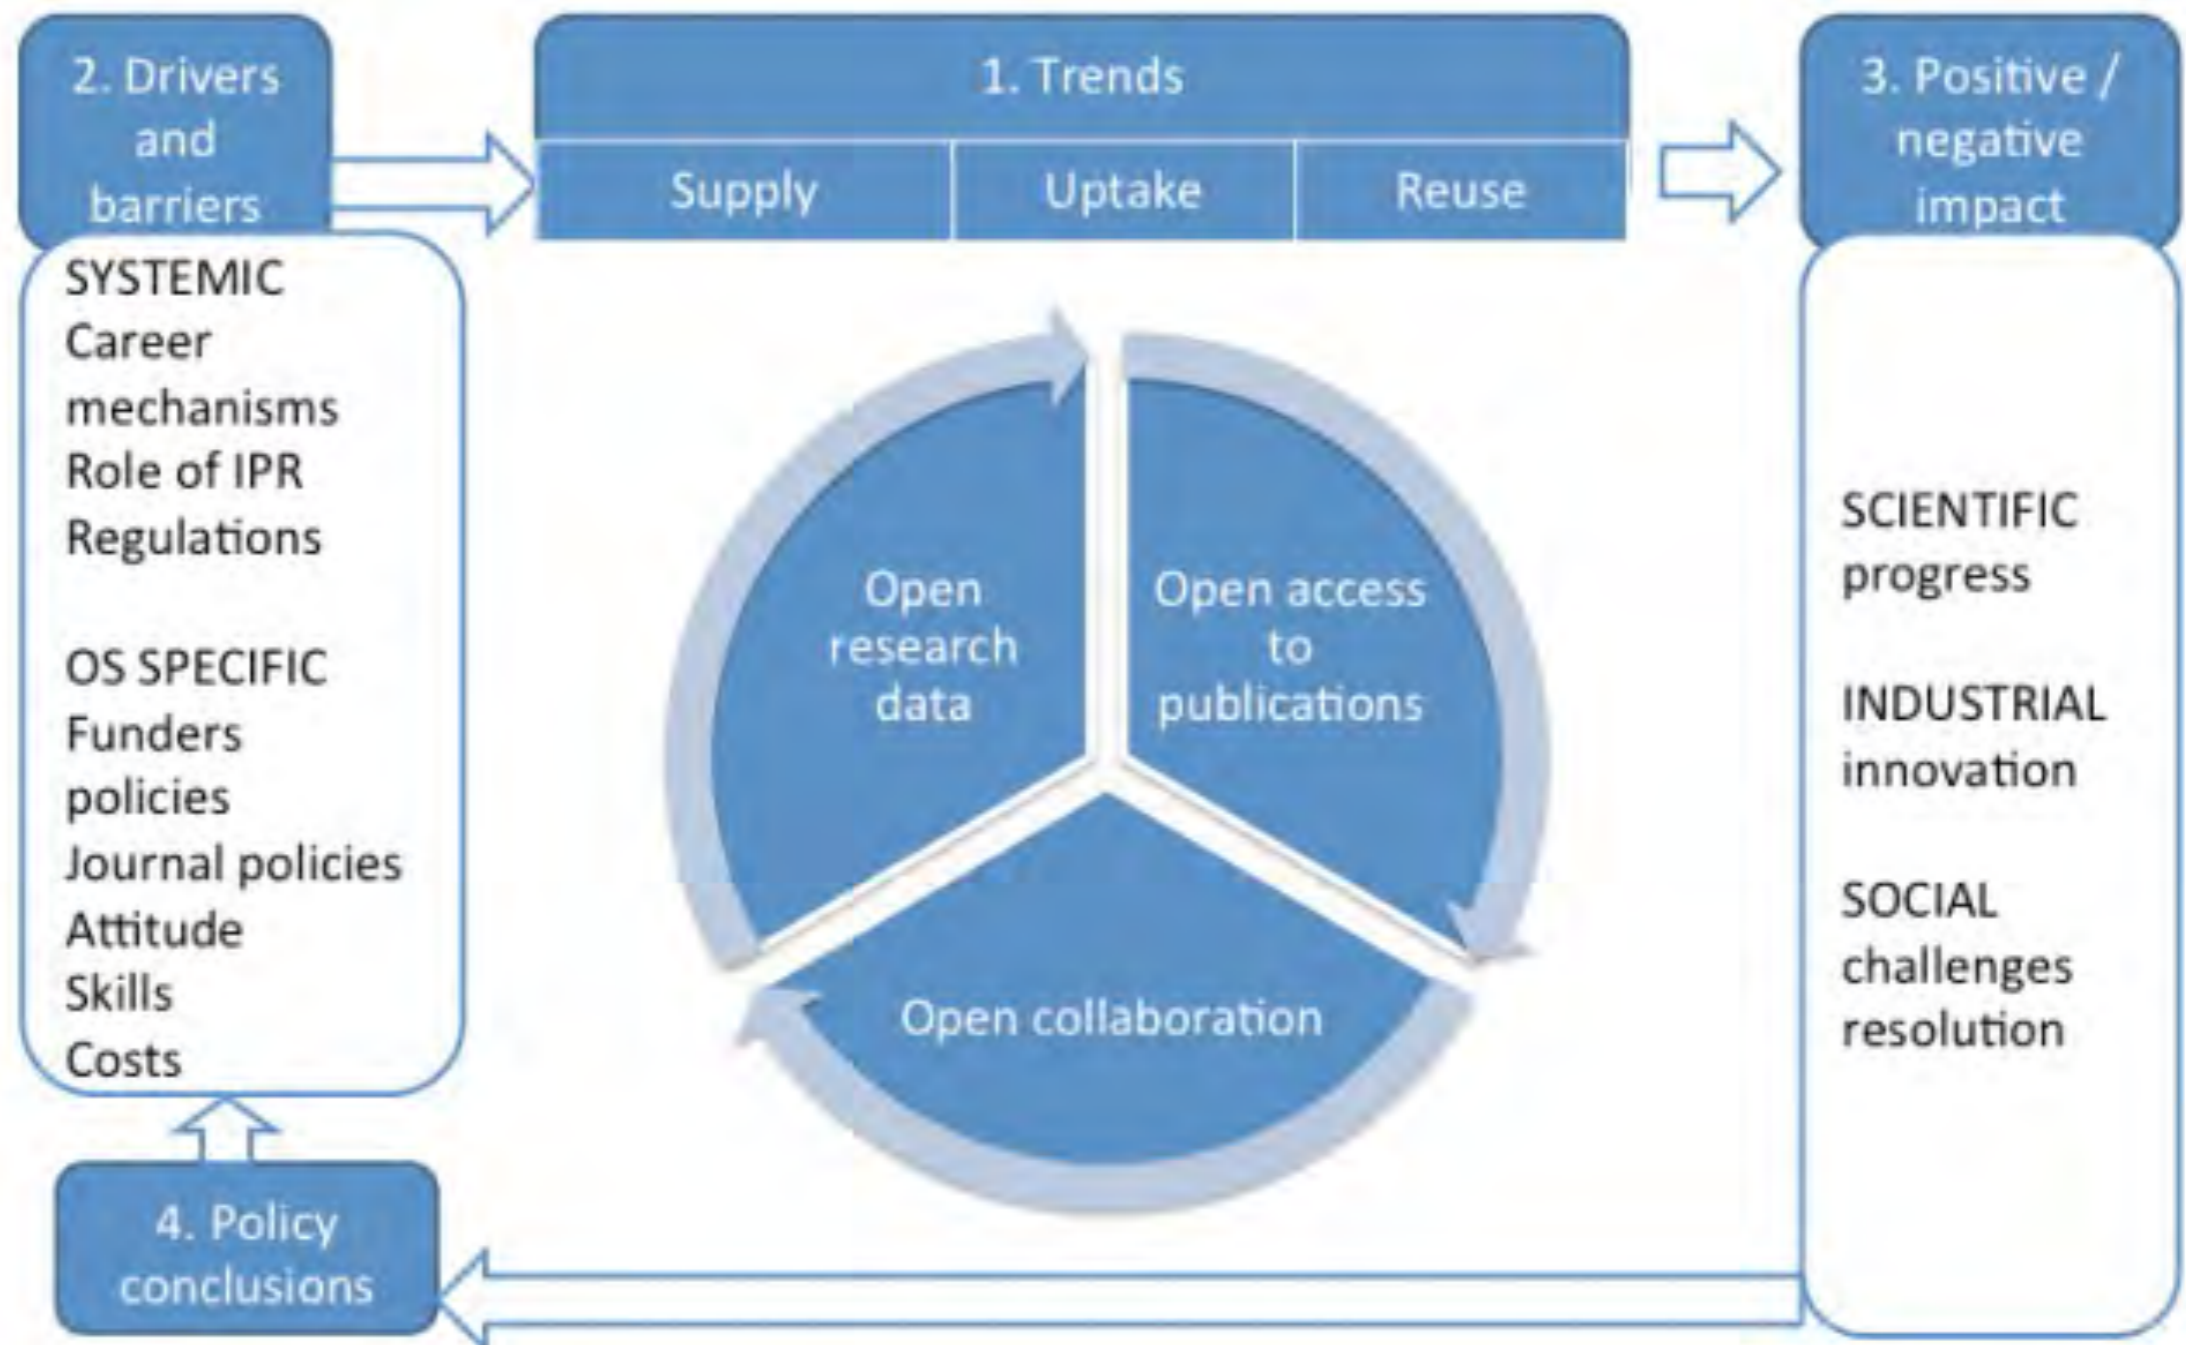 2. Drivers
and
barriers
SYSTEMIC
Career
mechanisms
Role of IPR
Regulations
OS SPECIFIC
Funders
policies
Journal policies
Attitude
Skills
Costs
1. Trends
Supply
Uptake
Reuse
Open
research
data
Open access
to
publications
Open collaboration
3. Positive /
negative
impact
SCIENTIFIC
progress
INDUSTRIAL
innovation
SOCIAL
challenges
resolution
4. Policy
conclusions